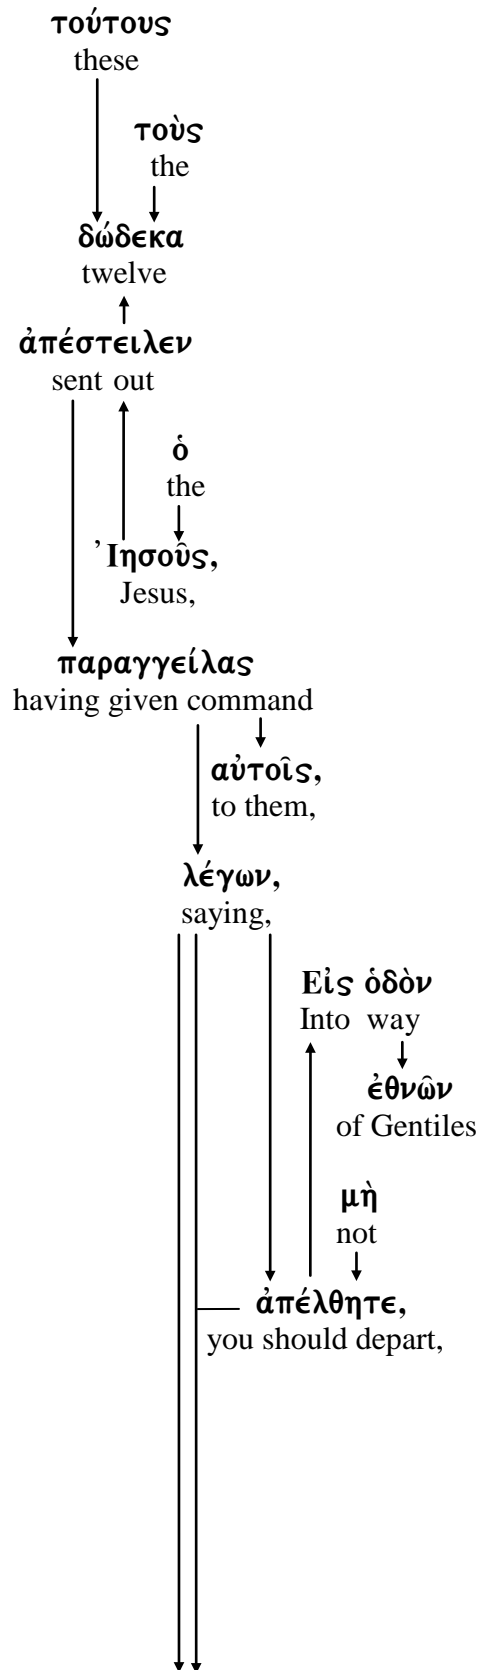 τούτους
these
τοὺς
the
δώδεκα
twelve
ἀπέστειλεν
sent out
ὁ
the
Ἰησοῦς,
Jesus,
παραγγείλας
having given command
αὐτοῖς,
to them,
λέγων,
saying,
Εἰς ὁδὸν
Into way
ἐθνῶν
of Gentiles
μὴ
not
ἀπέλθητε,
you should depart,